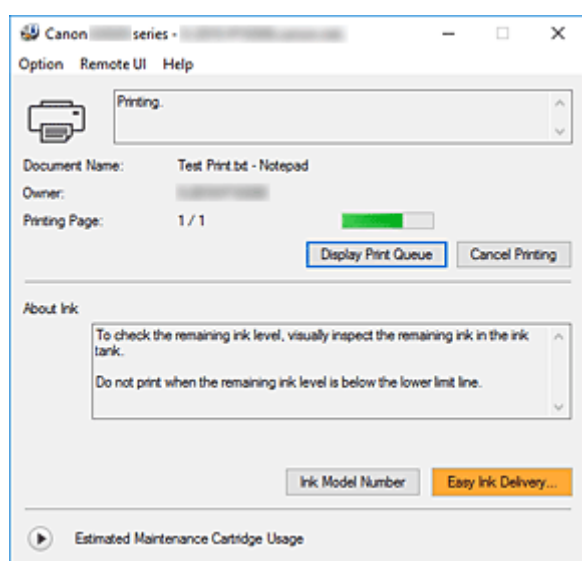 Canon series -
Option Remote UI Help
Printing.
Document Name: Test Print.txt - Notepad
Owner:
Printing Page: 1 / 1
Display Print Queue Cancel Printing
About Ink
To check the remaining ink level, visually inspect the remaining ink in the ink
tank.
Do not print when the remaining ink level is below the lower limit line.
Ink Model Number Easy Ink Delivery...
Estimated Maintenance Cartridge Usage